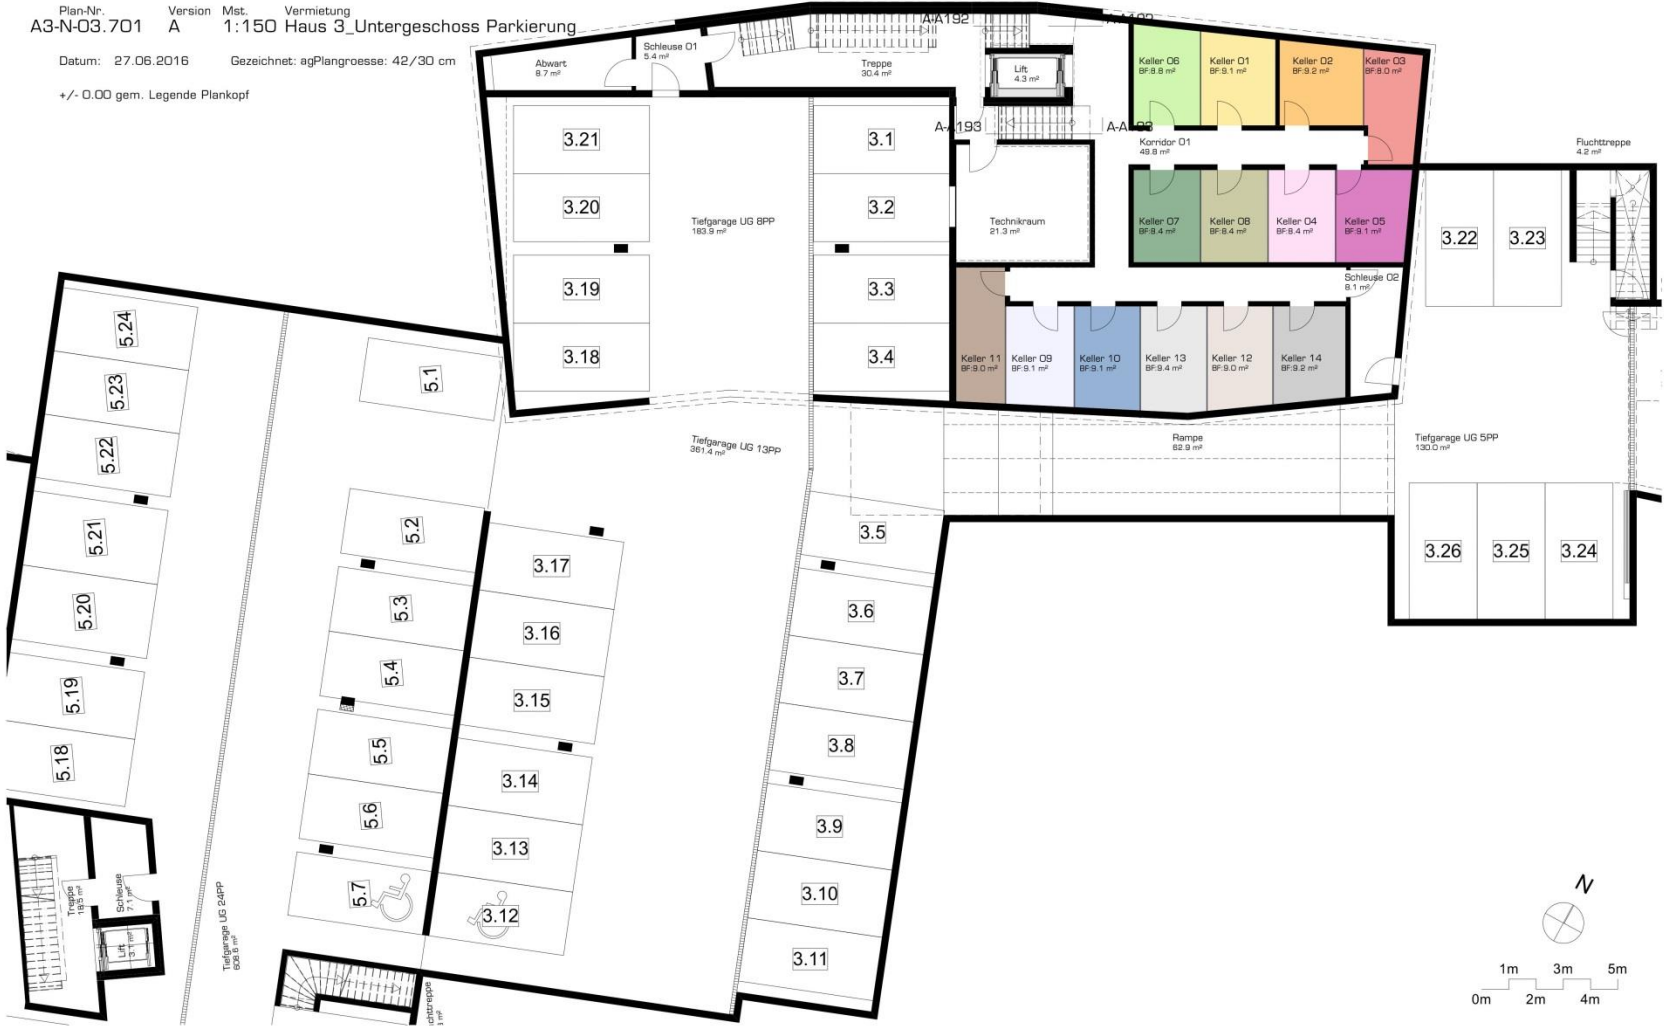 Plan-Nr. Version Mst. Vermietung
A3-N-03.701 A 1:150 Haus 3_Untergeschoss Parkierung
Datum: 27.06.2016 Gezeichnet: agPlangroesse: 42/30 cm
+/- 0.00 gem. Legende Plankopf
Abwart
8.7 m²
Schleuse 01
5.4 m²
Treppe
30.4 m²
Lift
4.3 m²
A-A192
A-A193
Keller 06
BF:8.8 m²
Keller 01
BF:9.1 m²
Keller 02
BF:9.2 m²
Keller 03
BF:8.0 m²
Korridor 01
49.8 m²
Fluchttreppe
4.2 m²
3.21
3.20
3.19
3.18
Tiefgarage UG 8PP
183.9 m²
3.1
3.2
3.3
3.4
Technikraum
21.3 m²
Keller 07
BF:8.4 m²
Keller 08
BF:8.4 m²
Keller 04
BF:8.4 m²
Keller 05
BF:9.1 m²
Schleuse 02
8.1 m²
Keller 11
BF:9.0 m²
Keller 09
BF:9.1 m²
Keller 10
BF:9.1 m²
Keller 13
BF:9.4 m²
Keller 12
BF:9.0 m²
Keller 14
BF:9.2 m²
3.22
3.23
5.24
5.23
5.22
5.21
5.20
5.19
5.18
5.1
5.2
5.3
5.4
5.5
5.6
5.7
Tiefgarage UG 13PP
361.4 m²
Rampe
62.9 m²
Tiefgarage UG 5PP
130.0 m²
3.26
3.25
3.24
3.17
3.16
3.15
3.14
3.13
3.12
3.5
3.6
3.7
3.8
3.9
3.10
3.11
Treppe
Schleuse
7.1 m²
Lift
3.1 m²
Tiefgarage UG 24PP
N
1m 3m 5m
0m 2m 4m